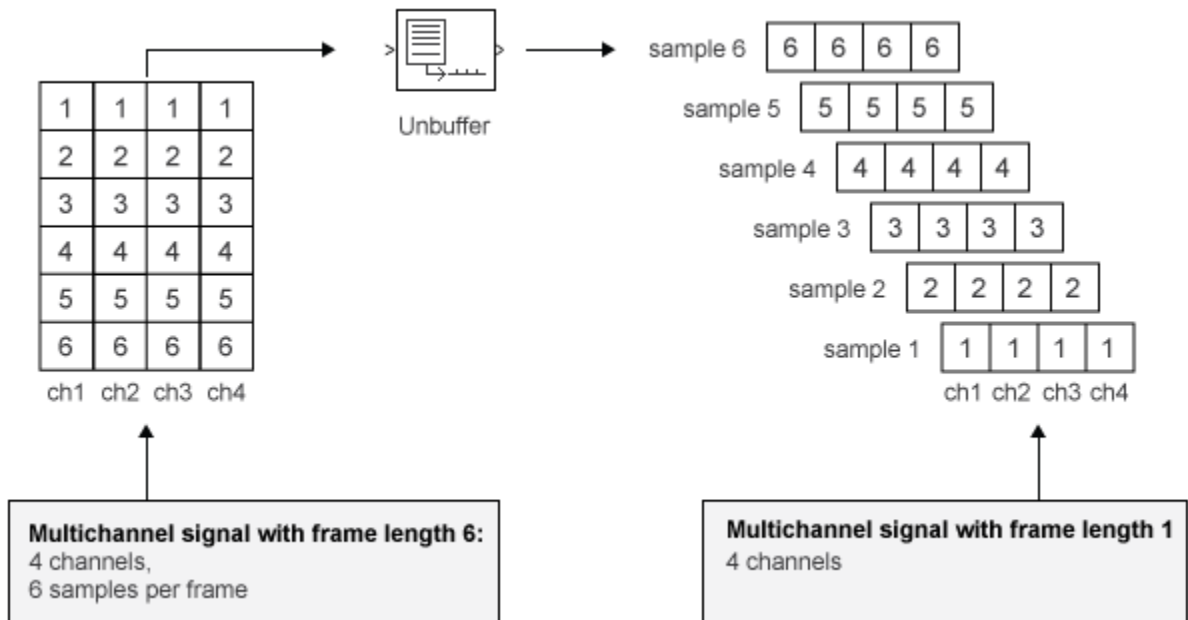 1 1 1 1
2 2 2 2
3 3 3 3
4 4 4 4
5 5 5 5
6 6 6 6
ch1 ch2 ch3 ch4
Unbuffer
sample 6 6 6 6 6
sample 5 5 5 5 5
sample 4 4 4 4 4
sample 3 3 3 3 3
sample 2 2 2 2 2
sample 1 1 1 1 1
ch1 ch2 ch3 ch4
Multichannel signal with frame length 6:
4 channels,
6 samples per frame
Multichannel signal with frame length 1
4 channels